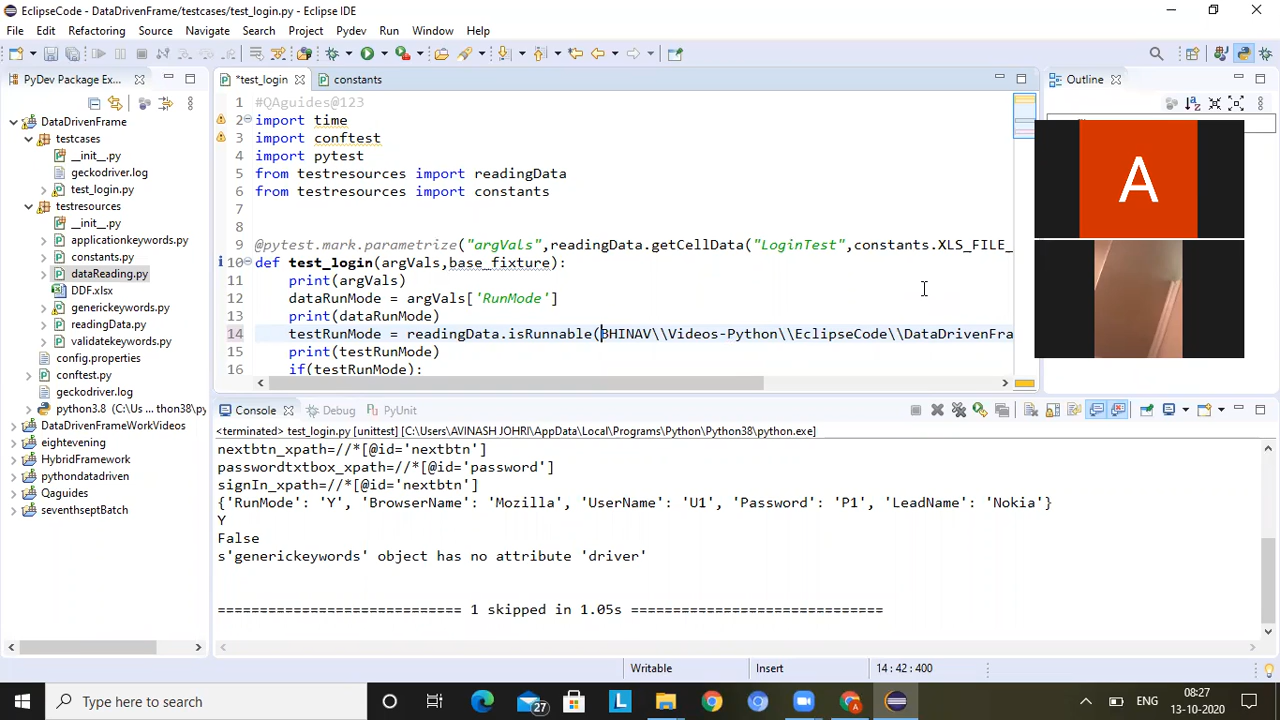 EclipseCode - DataDrivenFrame/testcases/test_login.py - Eclipse IDE
File Edit Refactoring Source Navigate Search Project Pydev Run Window Help
PyDev Package Ex...
*test_login
constants
Outline
DataDrivenFrame
testcases
__init__.py
geckodriver.log
test_login.py
testresources
__init__.py
applicationkeywords.py
constants.py
dataReading.py
DDF.xlsx
generickeywords.py
readingData.py
validatekeywords.py
config.properties
conftest.py
geckodriver.log
python3.8 (C:\Us ... thon38\py
DataDrivenFrameWorkVideos
eightevening
HybridFramework
pythondatadriven
Qaguides
seventhseptBatch
1 #QAguides@123
2 import time
3 import conftest
4 import pytest
5 from testresources import readingData
6 from testresources import constants
7
8
9 @pytest.mark.parametrize("argVals",readingData.getCellData("LoginTest",constants.XLS_FILE_
10 def test_login(argVals,base_fixture):
11 print(argVals)
12 dataRunMode = argVals['RunMode']
13 print(dataRunMode)
14 testRunMode = readingData.isRunnable(BHINAV\\Videos-Python\\EclipseCode\\DataDrivenFra
15 print(testRunMode)
16 if(testRunMode):
A
Console
Debug
PyUnit
<terminated> test_login.py [unittest] [C:\Users\AVINASH JOHRI\AppData\Local\Programs\Python\Python38\python.exe]
nextbtn_xpath=//*[@id='nextbtn']
passwordtxtbox_xpath=//*[@id='password']
signIn_xpath=//*[@id='nextbtn']
{'RunMode': 'Y', 'BrowserName': 'Mozilla', 'UserName': 'U1', 'Password': 'P1', 'LeadName': 'Nokia'}
Y
False
s'generickeywords' object has no attribute 'driver'
============================ 1 skipped in 1.05s =============================
Writable
Insert
14 : 42 : 400
Type here to search
27
L
A
ENG
08:27
13-10-2020